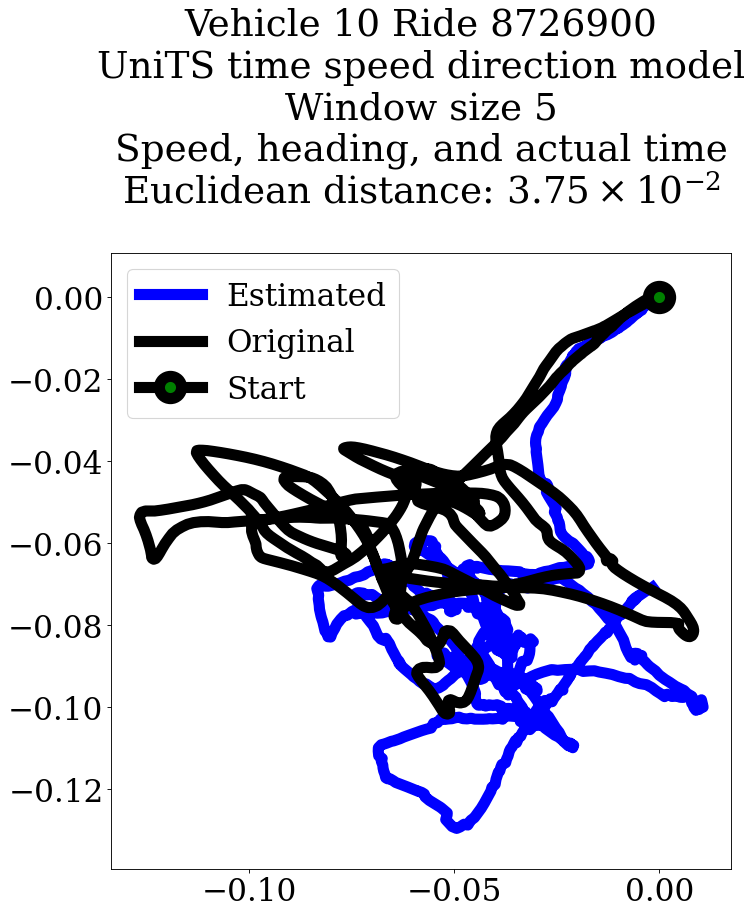 Vehicle 10 Ride 8726900
UniTS time speed direction model
Window size 5
Speed, heading, and actual time
Euclidean distance: 3.75 × 10⁻²
Estimated
Original
Start
0.00
−0.02
−0.04
−0.06
−0.08
−0.10
−0.12
−0.10
−0.05
0.00